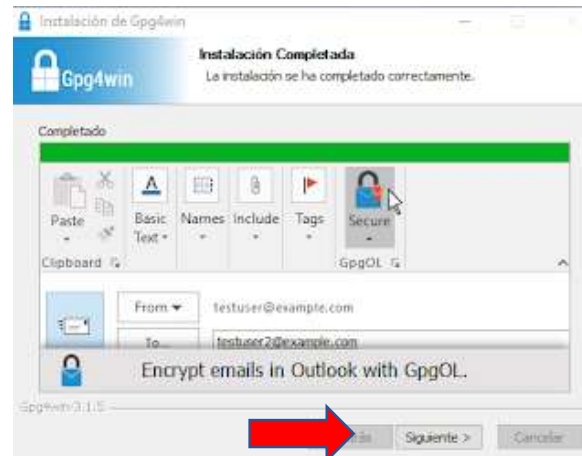 Instalación de Gpg4win
Instalación Completada
La instalación se ha completado correctamente.
Gpg4win
Completado
Paste
Basic Text
Names
Include
Tags
Secure
Clipboard
GpgOL
From
testuser@example.com
To...
testuser2@example.com
Encrypt emails in Outlook with GpgOL.
Gpg4win-3.1.5
Siguiente >
Cancelar